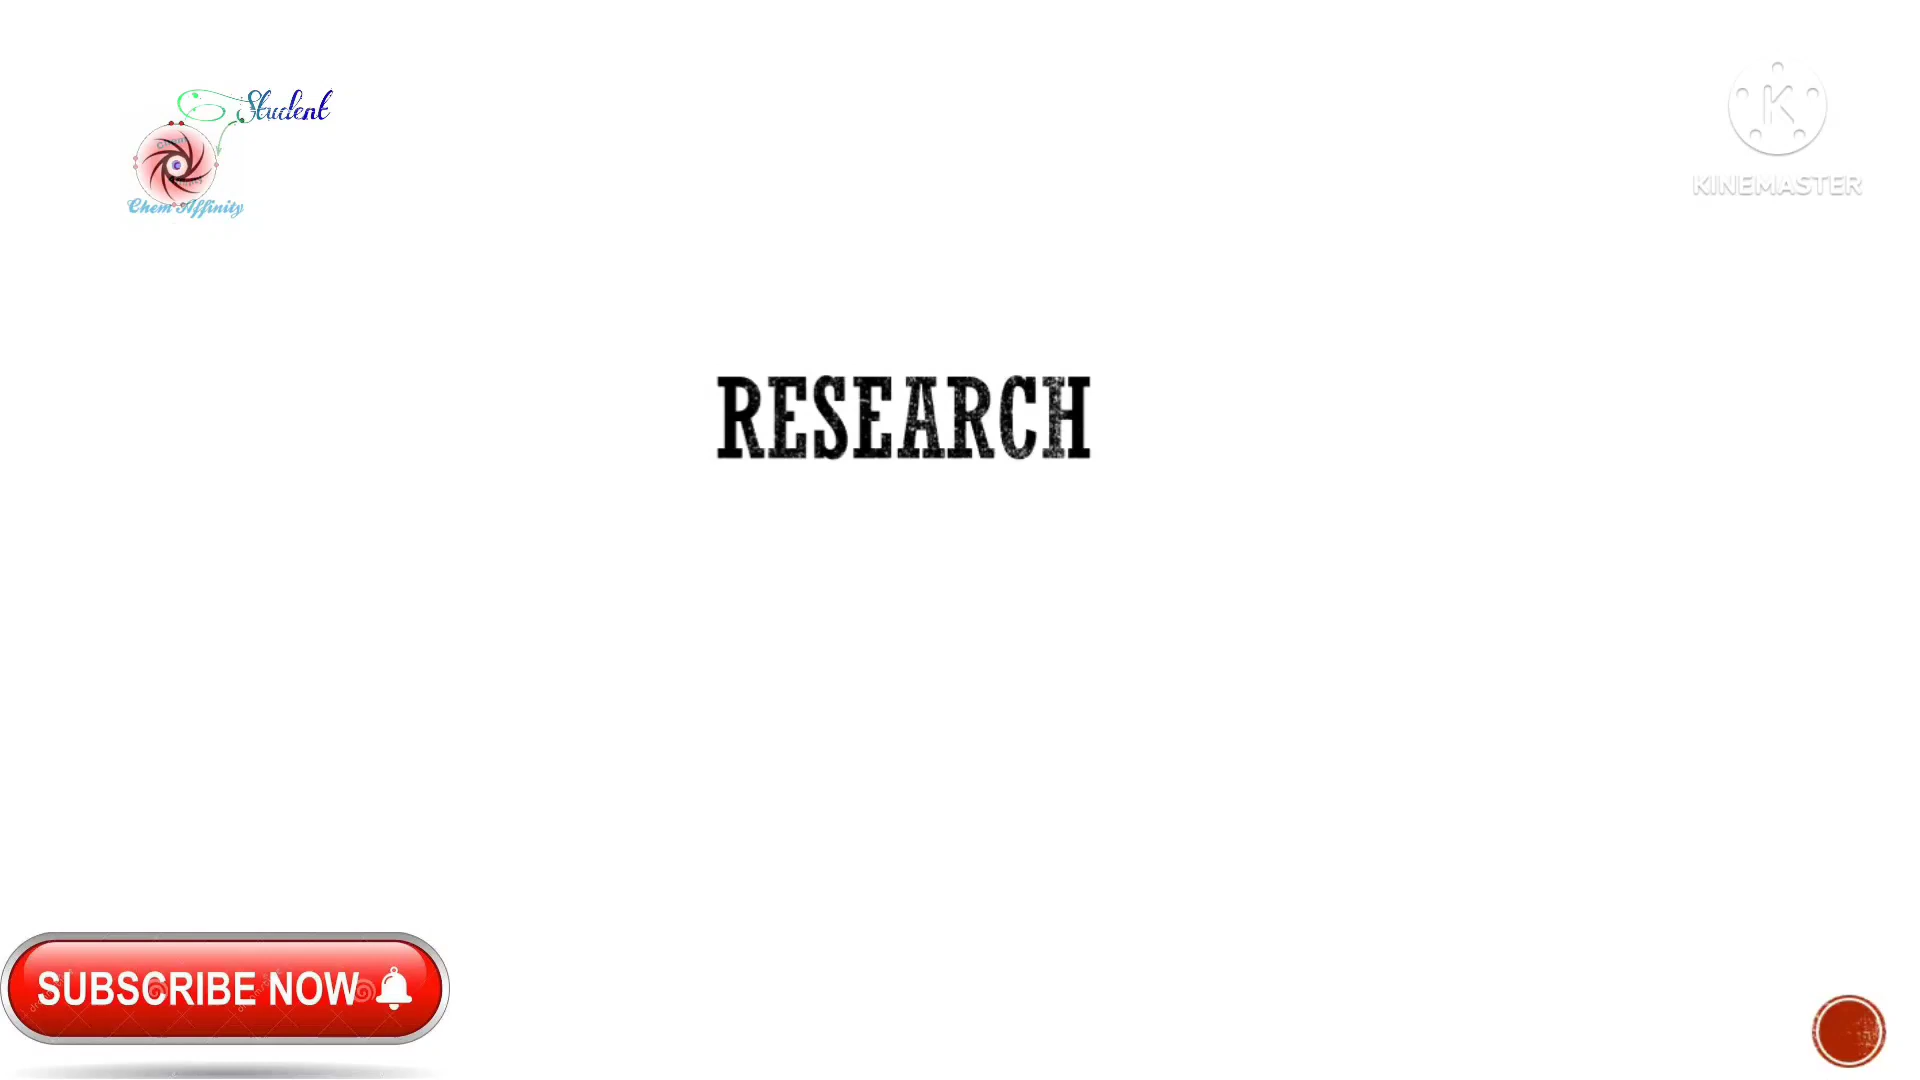 Student
Chem Affinity
KINEMASTER
RESEARCH
SUBSCRIBE NOW